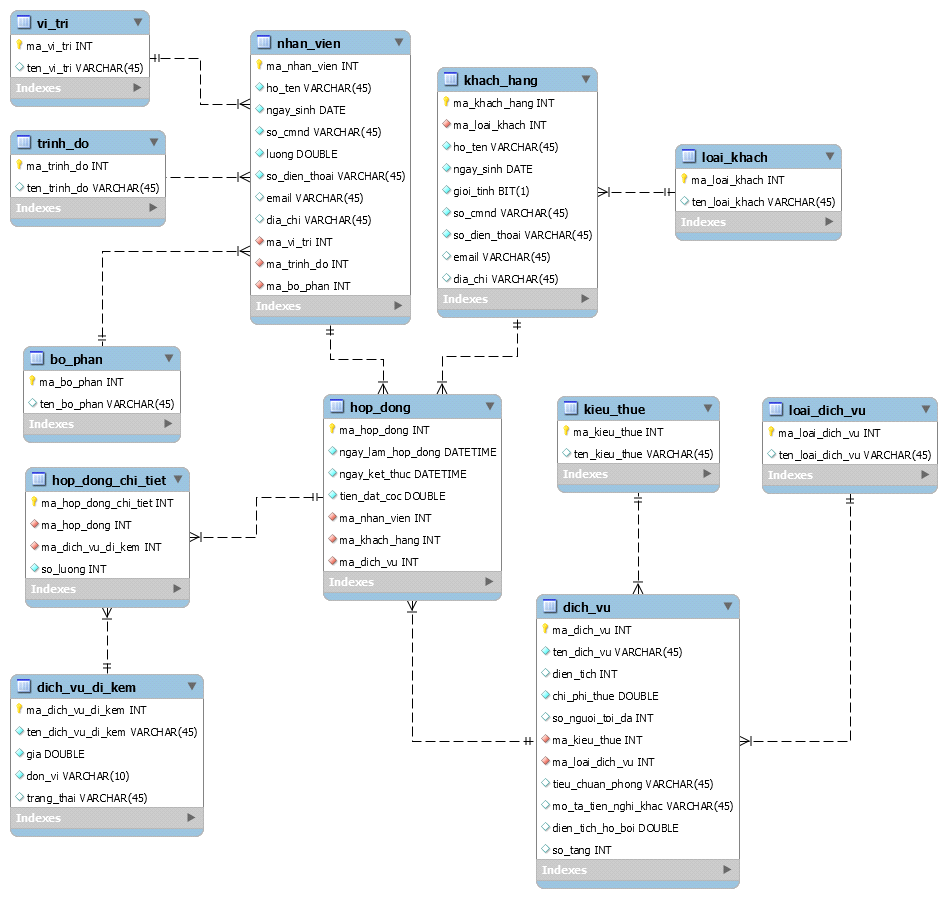 vi_tri
ma_vi_tri INT
ten_vi_tri VARCHAR(45)
Indexes
trinh_do
ma_trinh_do INT
ten_trinh_do VARCHAR(45)
Indexes
nhan_vien
ma_nhan_vien INT
ho_ten VARCHAR(45)
ngay_sinh DATE
so_cmnd VARCHAR(45)
luong DOUBLE
so_dien_thoai VARCHAR(45)
email VARCHAR(45)
dia_chi VARCHAR(45)
ma_vi_tri INT
ma_trinh_do INT
ma_bo_phan INT
Indexes
khach_hang
ma_khach_hang INT
ma_loai_khach INT
ho_ten VARCHAR(45)
ngay_sinh DATE
gioi_tinh BIT(1)
so_cmnd VARCHAR(45)
so_dien_thoai VARCHAR(45)
email VARCHAR(45)
dia_chi VARCHAR(45)
Indexes
loai_khach
ma_loai_khach INT
ten_loai_khach VARCHAR(45)
Indexes
bo_phan
ma_bo_phan INT
ten_bo_phan VARCHAR(45)
Indexes
hop_dong_chi_tiet
ma_hop_dong_chi_tiet INT
ma_hop_dong INT
ma_dich_vu_di_kem INT
so_luong INT
Indexes
hop_dong
ma_hop_dong INT
ngay_lam_hop_dong DATETIME
ngay_ket_thuc DATETIME
tien_dat_coc DOUBLE
ma_nhan_vien INT
ma_khach_hang INT
ma_dich_vu INT
Indexes
kieu_thue
ma_kieu_thue INT
ten_kieu_thue VARCHAR(45)
Indexes
loai_dich_vu
ma_loai_dich_vu INT
ten_loai_dich_vu VARCHAR(45)
Indexes
dich_vu_di_kem
ma_dich_vu_di_kem INT
ten_dich_vu_di_kem VARCHAR(45)
gia DOUBLE
don_vi VARCHAR(10)
trang_thai VARCHAR(45)
Indexes
dich_vu
ma_dich_vu INT
ten_dich_vu VARCHAR(45)
dien_tich INT
chi_phi_thue DOUBLE
so_nguoi_toi_da INT
ma_kieu_thue INT
ma_loai_dich_vu INT
tieu_chuan_phong VARCHAR(45)
mo_ta_tien_nghi_khac VARCHAR(45)
dien_tich_ho_boi DOUBLE
so_tang INT
Indexes